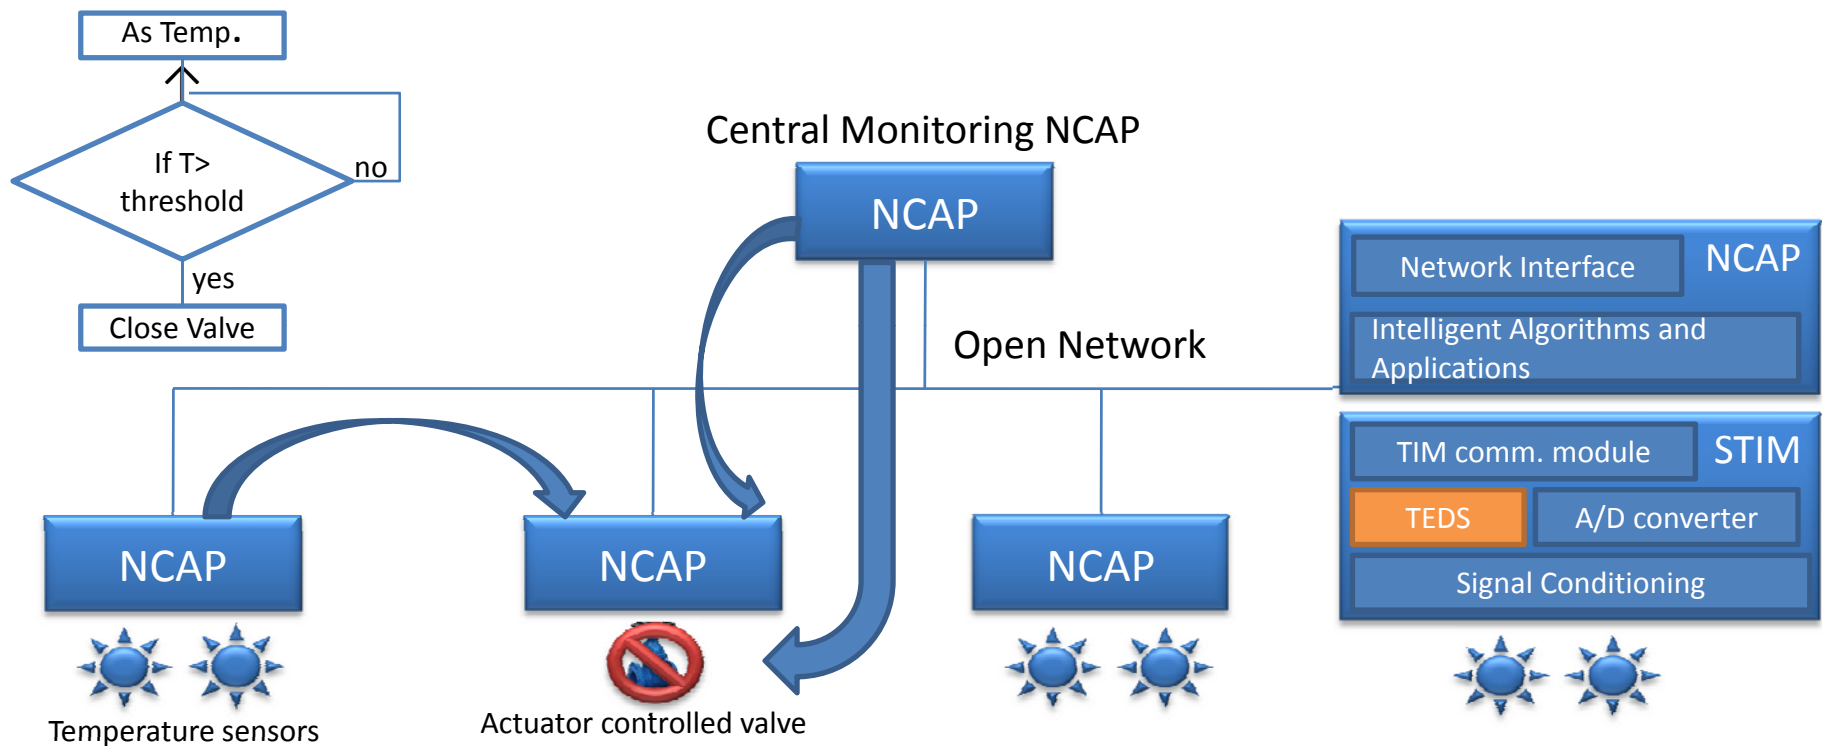 As Temp.
If T>
threshold
no
yes
Close Valve
Central Monitoring NCAP
NCAP
Open Network
NCAP
Network Interface
Intelligent Algorithms and
Applications
STIM
TIM comm. module
TEDS
A/D converter
Signal Conditioning
NCAP
NCAP
NCAP
Temperature sensors
Actuator controlled valve